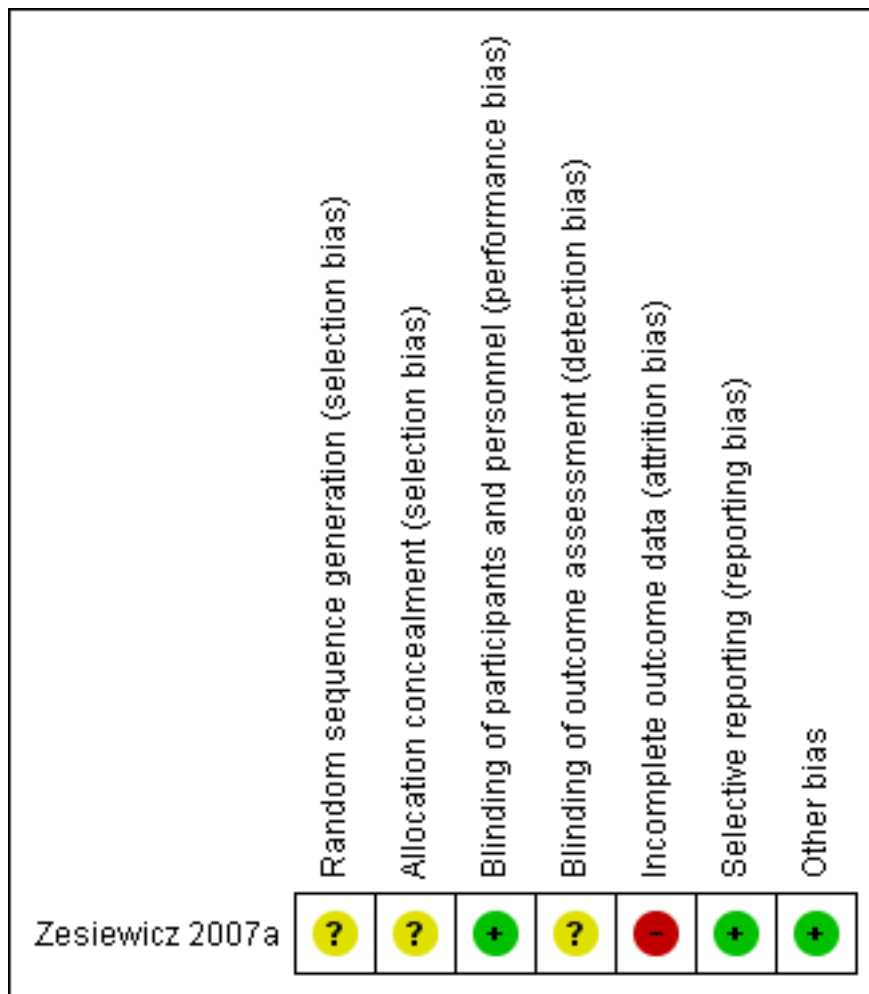 Random sequence generation (selection bias)
Allocation concealment (selection bias)
Blinding of participants and personnel (performance bias)
Blinding of outcome assessment (detection bias)
Incomplete outcome data (attrition bias)
Selective reporting (reporting bias)
Other bias
Zesiewicz 2007a ? ? + ? - + +